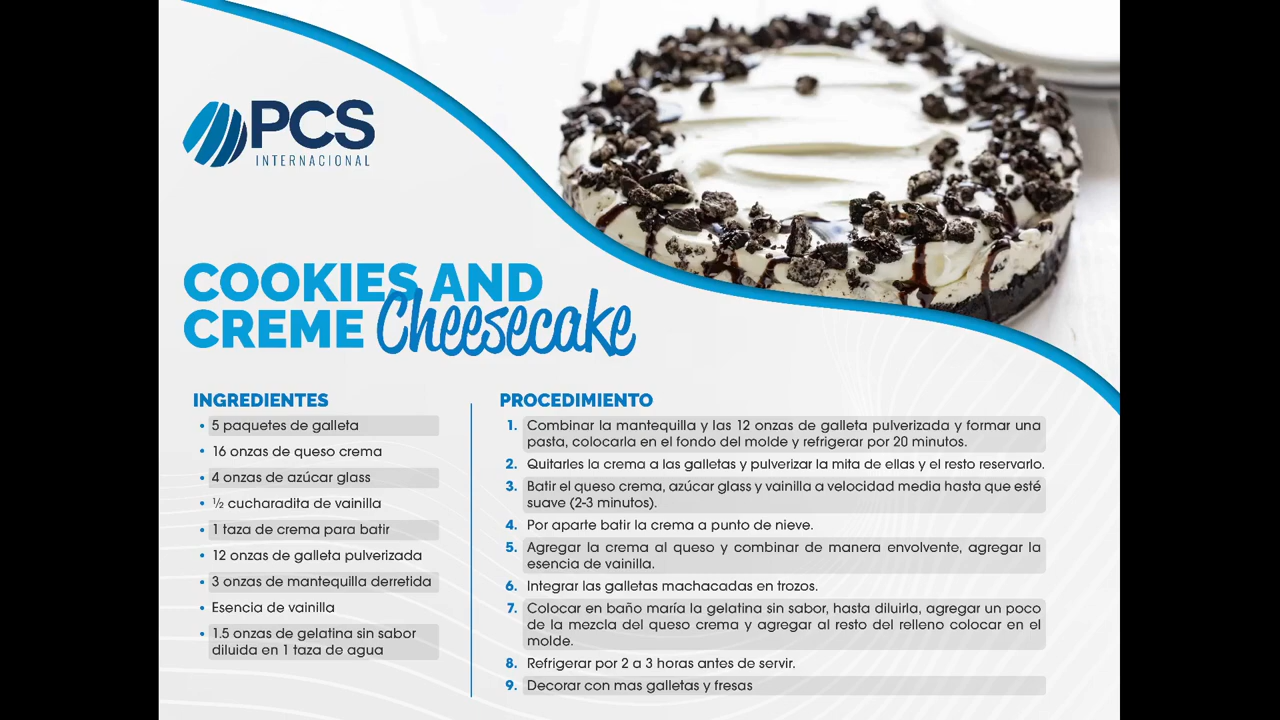 PCS
INTERNACIONAL
COOKIES AND
CREME Cheesecake
INGREDIENTES
• 5 paquetes de galleta
• 16 onzas de queso crema
• 4 onzas de azúcar glass
• ½ cucharadita de vainilla
• 1 taza de crema para batir
• 12 onzas de galleta pulverizada
• 3 onzas de mantequilla derretida
• Esencia de vainilla
• 1.5 onzas de gelatina sin sabor
diluida en 1 taza de agua
PROCEDIMIENTO
1. Combinar la mantequilla y las 12 onzas de galleta pulverizada y formar una
pasta, colocarla en el fondo del molde y refrigerar por 20 minutos.
2. Quitarles la crema a las galletas y pulverizar la mita de ellas y el resto reservarlo.
3. Batir el queso crema, azúcar glass y vainilla a velocidad media hasta que esté
suave (2-3 minutos).
4. Por aparte batir la crema a punto de nieve.
5. Agregar la crema al queso y combinar de manera envolvente, agregar la
esencia de vainilla.
6. Integrar las galletas machacadas en trozos.
7. Colocar en baño maría la gelatina sin sabor, hasta diluirla, agregar un poco
de la mezcla del queso crema y agregar al resto del relleno colocar en el
molde.
8. Refrigerar por 2 a 3 horas antes de servir.
9. Decorar con mas galletas y fresas